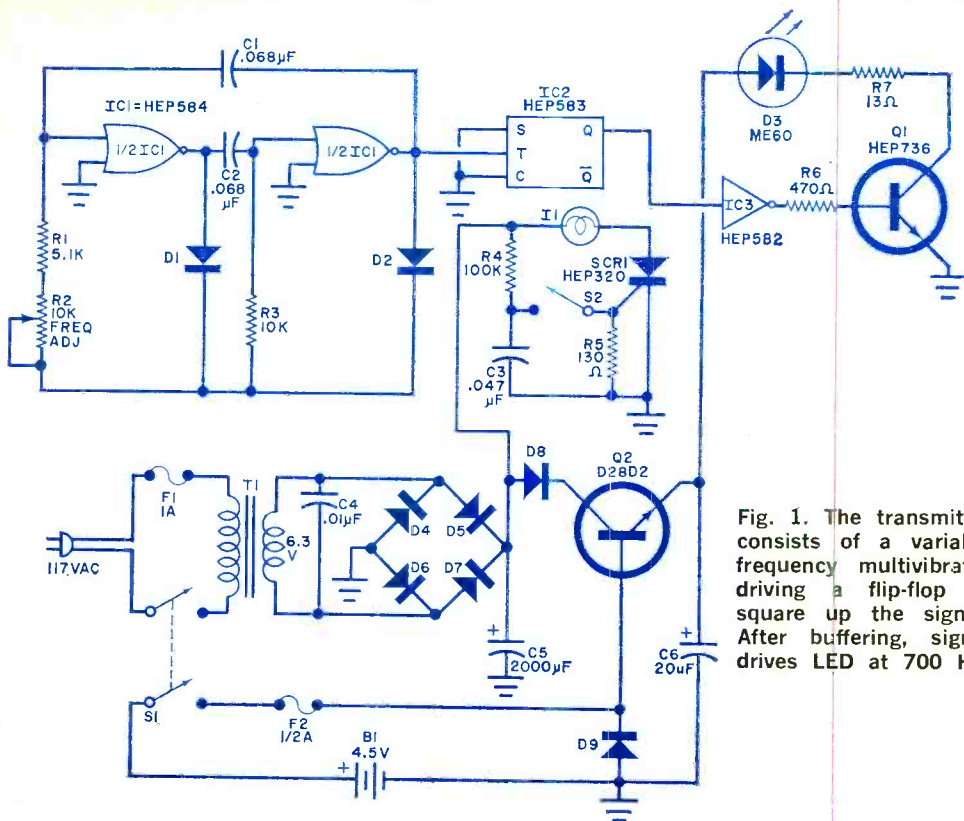 C1
.068µF
IC1=HEP584
1/2 IC1
C2
.068
µF
1/2 IC1
R1
5.1K
R2
10K
FREQ
ADJ
D1
R3
10K
D2
IC2
HEP583
S
T
C
Q
Q̅
D3
ME60
R7
13Ω
Q1
HEP736
R6
470Ω
IC3
HEP582
I1
R4
100K
SCR1
HEP320
S2
R5
130
Ω
C3
.047
µF
F1
1A
T1
117VAC
6.3
V
C4
.01µF
D4
D5
D6
D7
D8
Q2
D28D2
+
C5
2000µF
+
C6
20uF
S1
F2
1/2A
B1
4.5V
+
D9
Fig. 1. The transmit
consists of a varial
frequency multivibrat
driving a flip-flop
square up the sign
After buffering, sign
drives LED at 700 H